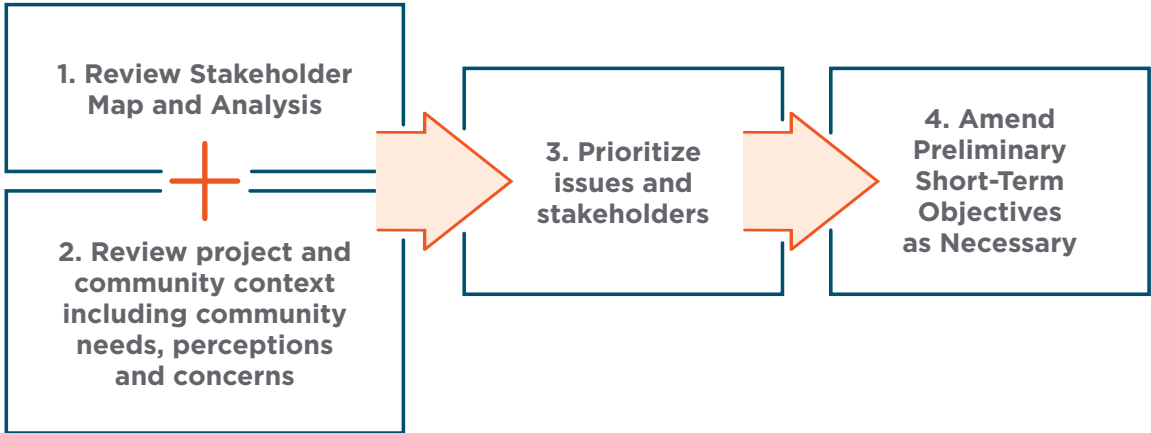 1. Review Stakeholder
Map and Analysis
2. Review project and
community context
including community
needs, perceptions
and concerns
3. Prioritize
issues and
stakeholders
4. Amend
Preliminary
Short-Term
Objectives
as Necessary